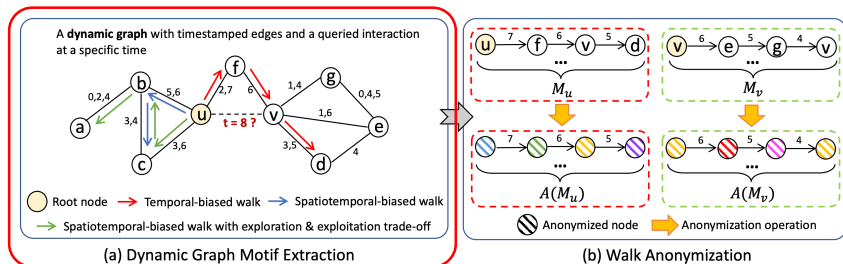 A dynamic graph with timestamped edges and a queried interaction
at a specific time
f
b
g
5,6
2,7
6
1,4
0,4,5
0,2,4
a
u
v
1,6
e
3,4
t = 8 ?
3,6
3,5
4
c
d
Root node
Temporal-biased walk
Spatiotemporal-biased walk
Spatiotemporal-biased walk with exploration & exploitation trade-off
(a) Dynamic Graph Motif Extraction
u 7 f 6 v 5 d
...
M_u
v 6 e 5 g 4 v
...
M_v
7 6 5
...
A(M_u)
6 5 4
...
A(M_v)
Anonymized node
Anonymization operation
(b) Walk Anonymization